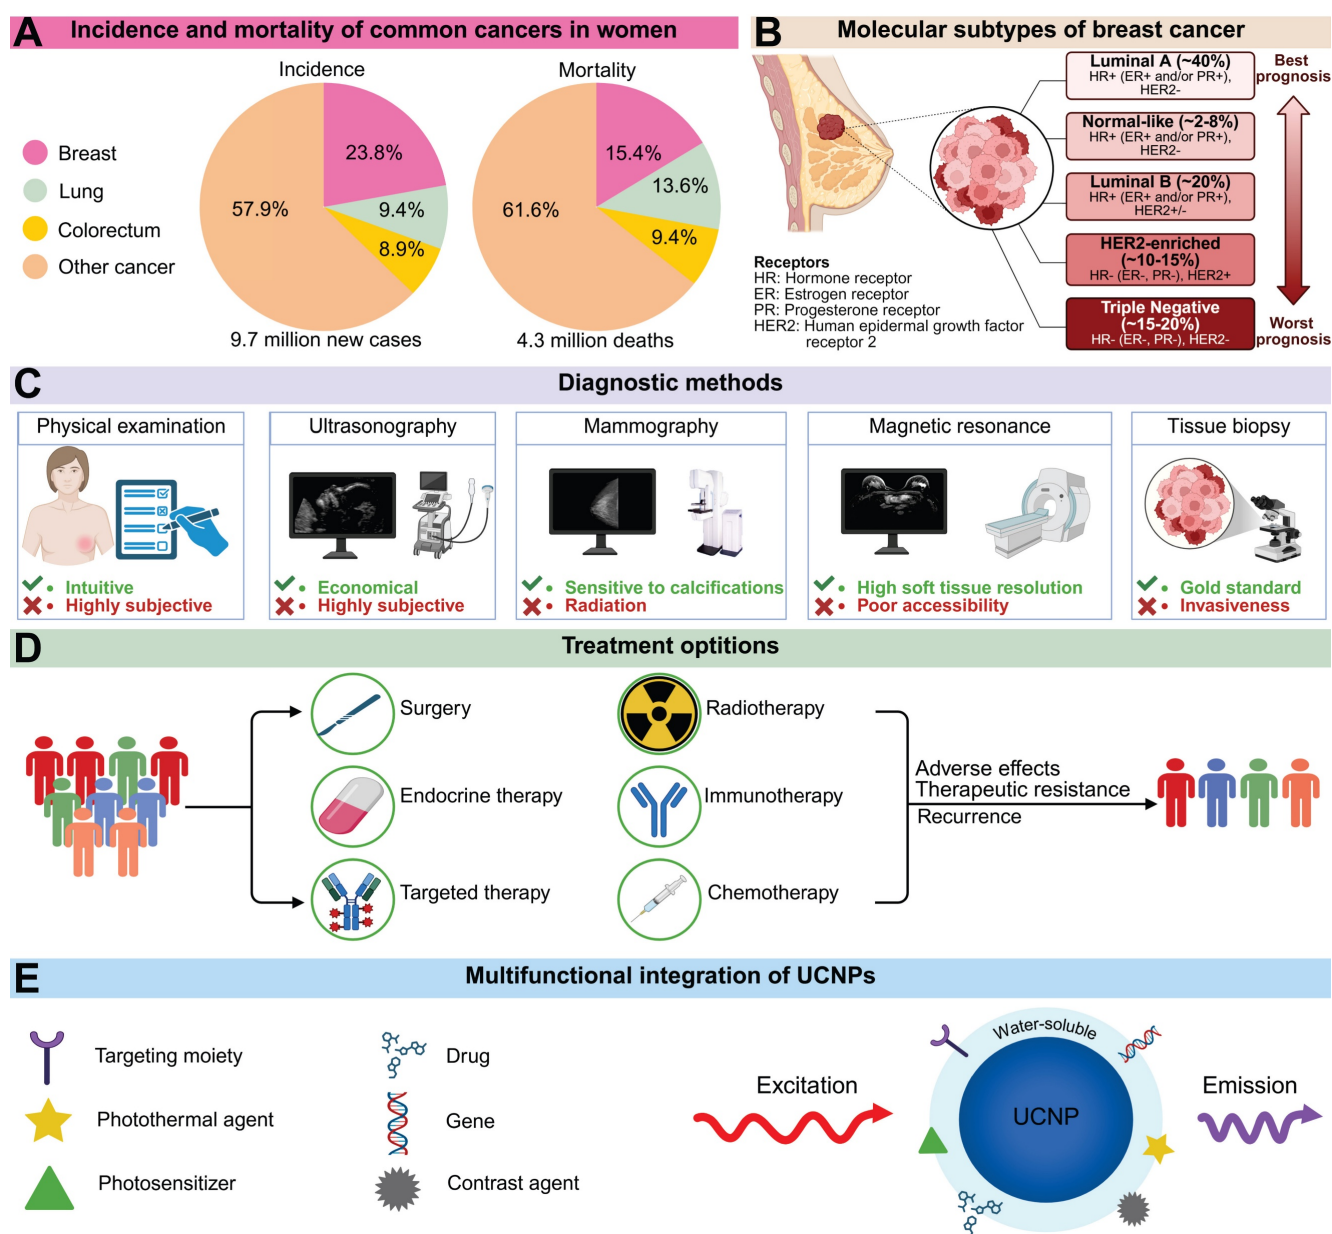 A
Incidence and mortality of common cancers in women
Incidence
Mortality
Breast
Lung
Colorectum
Other cancer
23.8%
9.4%
8.9%
57.9%
15.4%
13.6%
9.4%
61.6%
9.7 million new cases
4.3 million deaths
B
Molecular subtypes of breast cancer
Luminal A (~40%)
HR+ (ER+ and/or PR+),
HER2-
Normal-like (~2-8%)
HR+ (ER+ and/or PR+),
HER2-
Luminal B (~20%)
HR+ (ER+ and/or PR+),
HER2+/-
HER2-enriched
(~10-15%)
HR- (ER-, PR-), HER2+
Triple Negative
(~15-20%)
HR- (ER-, PR-), HER2-
Best
prognosis
Worst
prognosis
Receptors
HR: Hormone receptor
ER: Estrogen receptor
PR: Progesterone receptor
HER2: Human epidermal growth factor
receptor 2
C
Diagnostic methods
Physical examination
• Intuitive
• Highly subjective
Ultrasonography
• Economical
• Highly subjective
Mammography
• Sensitive to calcifications
• Radiation
Magnetic resonance
• High soft tissue resolution
• Poor accessibility
Tissue biopsy
• Gold standard
• Invasiveness
D
Treatment optitions
Surgery
Endocrine therapy
Targeted therapy
Radiotherapy
Immunotherapy
Chemotherapy
Adverse effects
Therapeutic resistance
Recurrence
E
Multifunctional integration of UCNPs
Targeting moiety
Photothermal agent
Photosensitizer
Drug
Gene
Contrast agent
Excitation
Water-soluble
UCNP
Emission